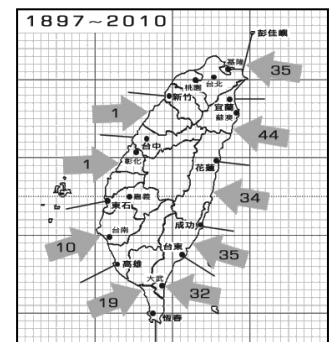 1897~2010
彭佳嶼
基隆
35
台北
桃園
新竹
宜蘭
蘇澳
1
44
台中
彰化
1
花蓮
嘉義
東石
34
10
台南
成功
台東
35
高雄
大武
19
32
恆春